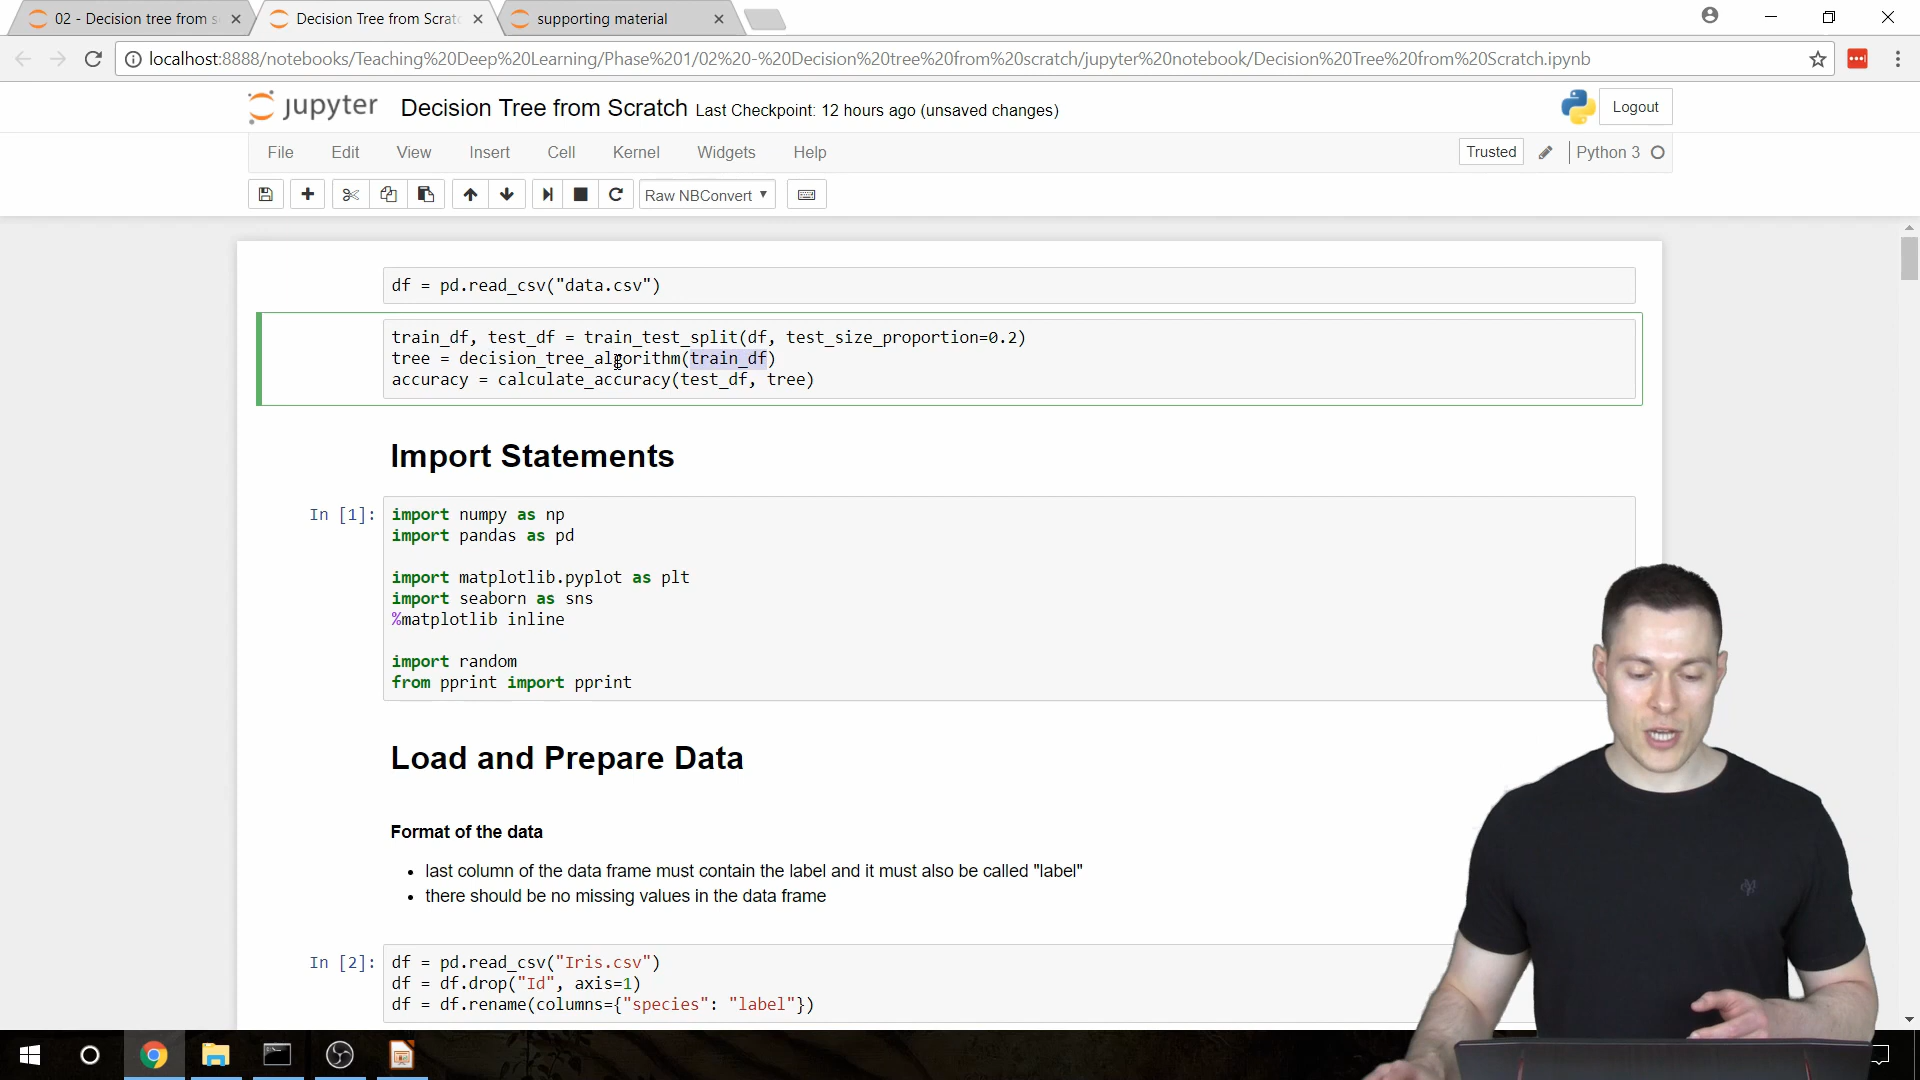 02 - Decision tree from s
Decision Tree from Scrat
supporting material
localhost:8888/notebooks/Teaching%20Deep%20Learning/Phase%201/02%20-%20Decision%20tree%20from%20scratch/jupyter%20notebook/Decision%20Tree%20from%20Scratch.ipynb
jupyter Decision Tree from Scratch Last Checkpoint: 12 hours ago (unsaved changes)
Logout
File Edit View Insert Cell Kernel Widgets Help
Trusted
Python 3
Raw NBConvert
df = pd.read_csv("data.csv")
train_df, test_df = train_test_split(df, test_size_proportion=0.2)
tree = decision_tree_algorithm(train_df)
accuracy = calculate_accuracy(test_df, tree)
Import Statements
In [1]:
import numpy as np
import pandas as pd
import matplotlib.pyplot as plt
import seaborn as sns
%matplotlib inline
import random
from pprint import pprint
Load and Prepare Data
Format of the data
• last column of the data frame must contain the label and it must also be called "label"
• there should be no missing values in the data frame
In [2]:
df = pd.read_csv("Iris.csv")
df = df.drop("Id", axis=1)
df = df.rename(columns={"species": "label"})